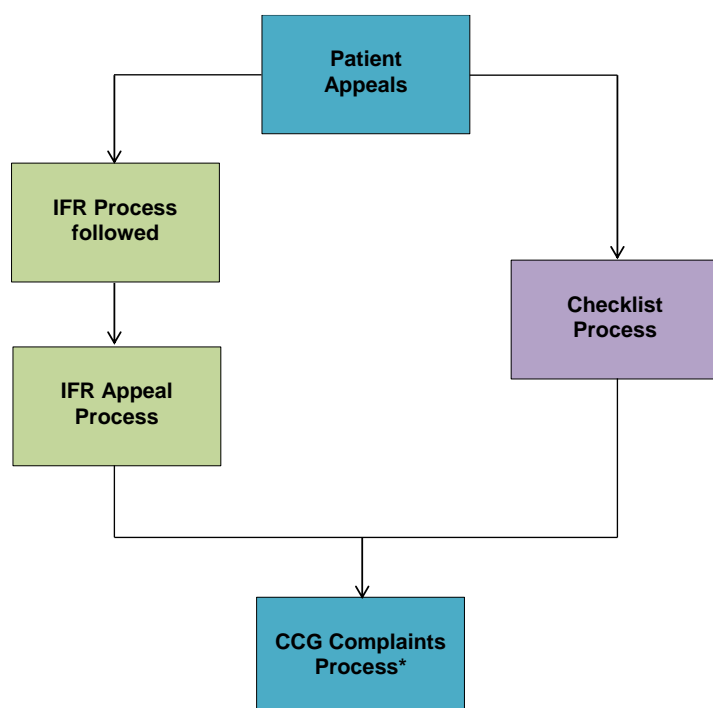 Patient
Appeals
IFR Process
followed
Checklist
Process
IFR Appeal
Process
CCG Complaints
Process*